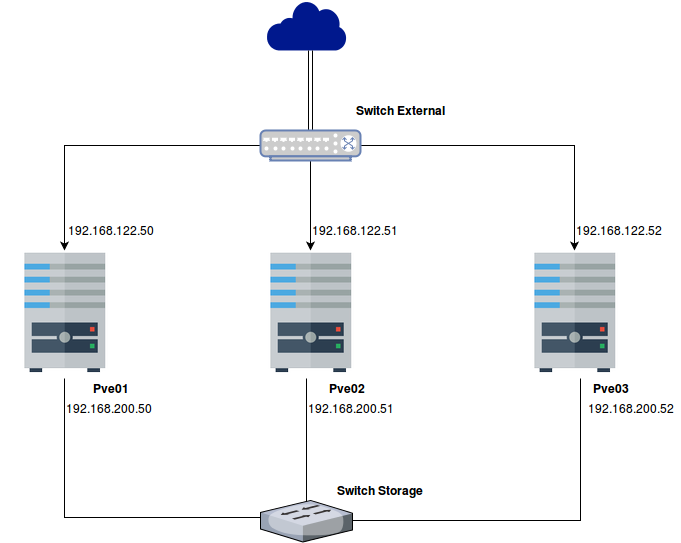 Switch External
192.168.122.50
192.168.122.51
192.168.122.52
Pve01
Pve02
Pve03
192.168.200.50
192.168.200.51
192.168.200.52
Switch Storage